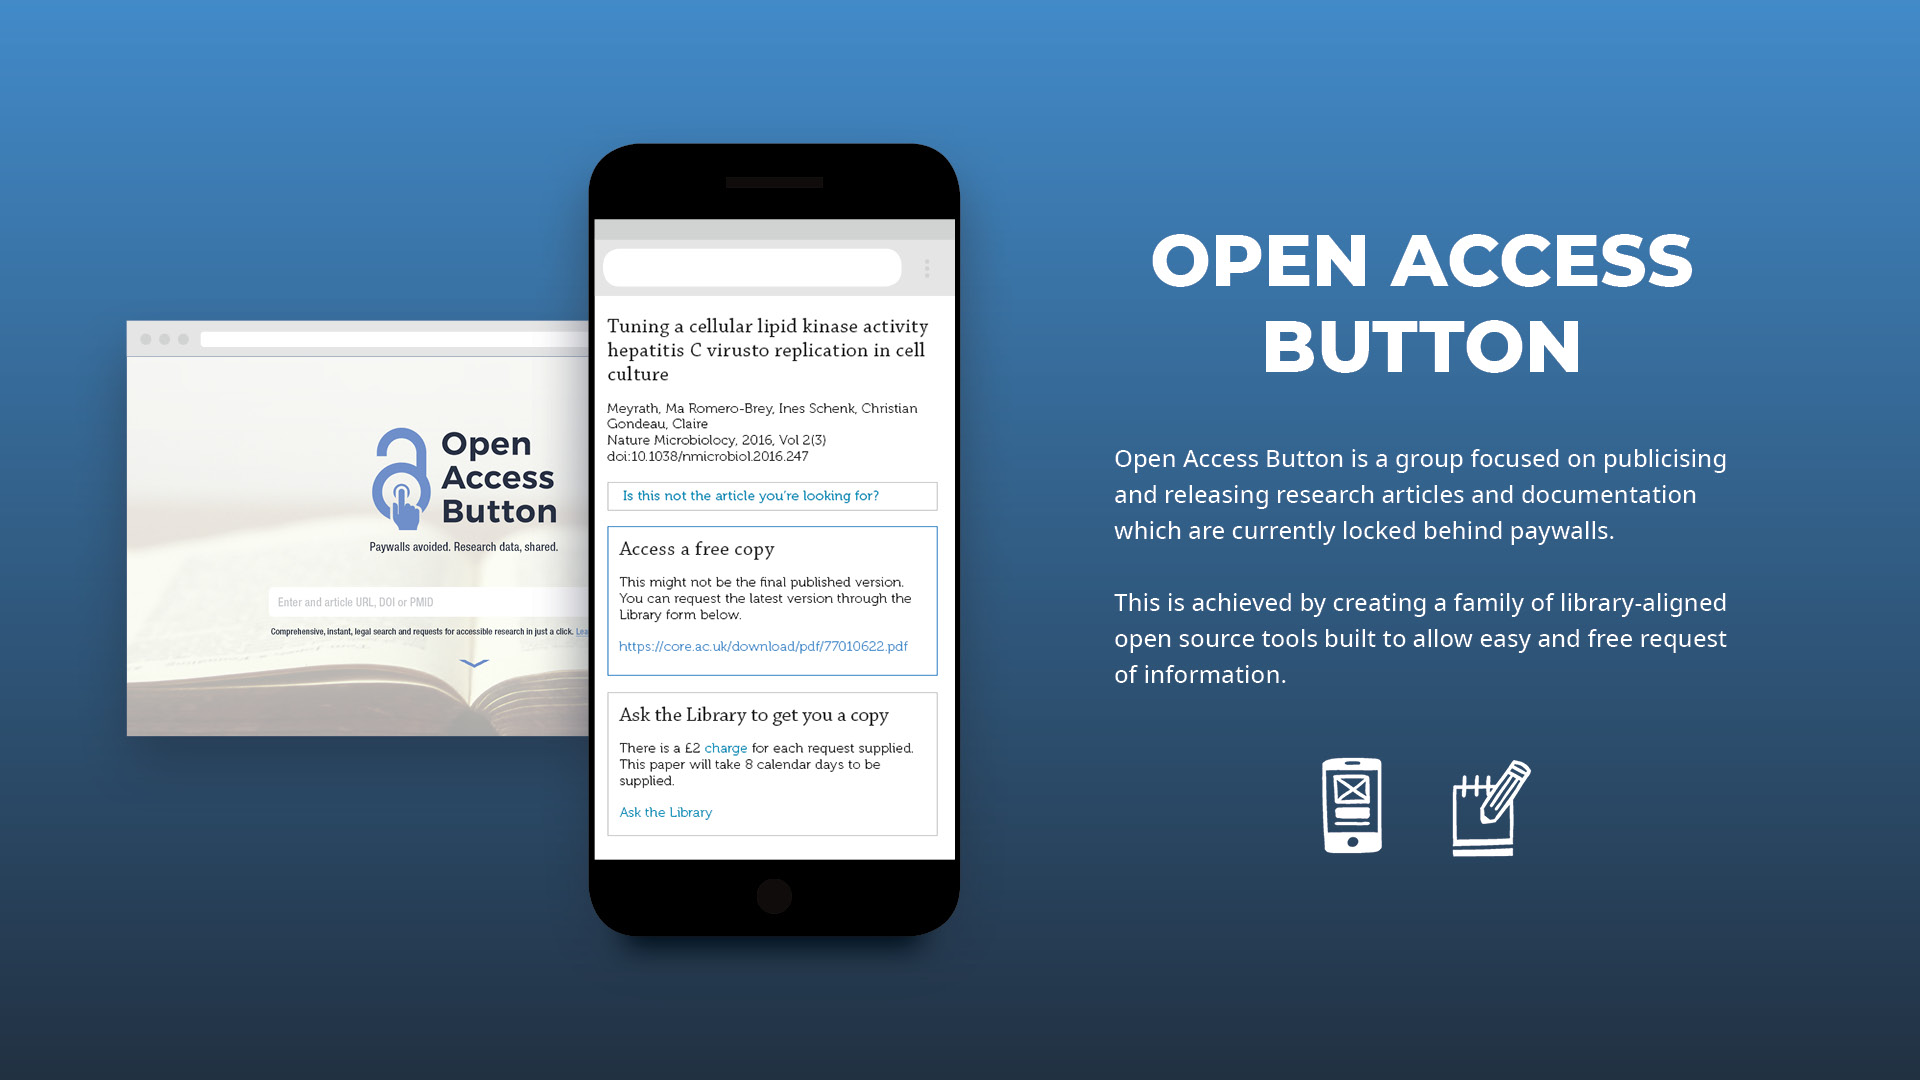 Open
Access
Button
Paywalls avoided. Research data, shared.
Enter and article URL, DOI or PMID
Comprehensive, instant, legal search and requests for accessible research in just a click.
Tuning a cellular lipid kinase activity
hepatitis C virusto replication in cell
culture
Meyrath, Ma Romero-Brey, Ines Schenk, Christian
Gondeau, Claire
Nature Microbiolocy, 2016, Vol 2(3)
doi:10.1038/nmicrobiol.2016.247
Is this not the article you're looking for?
Access a free copy
This might not be the final published version.
You can request the latest version through the
Library form below.
https://core.ac.uk/download/pdf/77010622.pdf
Ask the Library to get you a copy
There is a £2 charge for each request supplied.
This paper will take 8 calendar days to be
supplied.
Ask the Library
OPEN ACCESS
BUTTON
Open Access Button is a group focused on publicising
and releasing research articles and documentation
which are currently locked behind paywalls.
This is achieved by creating a family of library-aligned
open source tools built to allow easy and free request
of information.